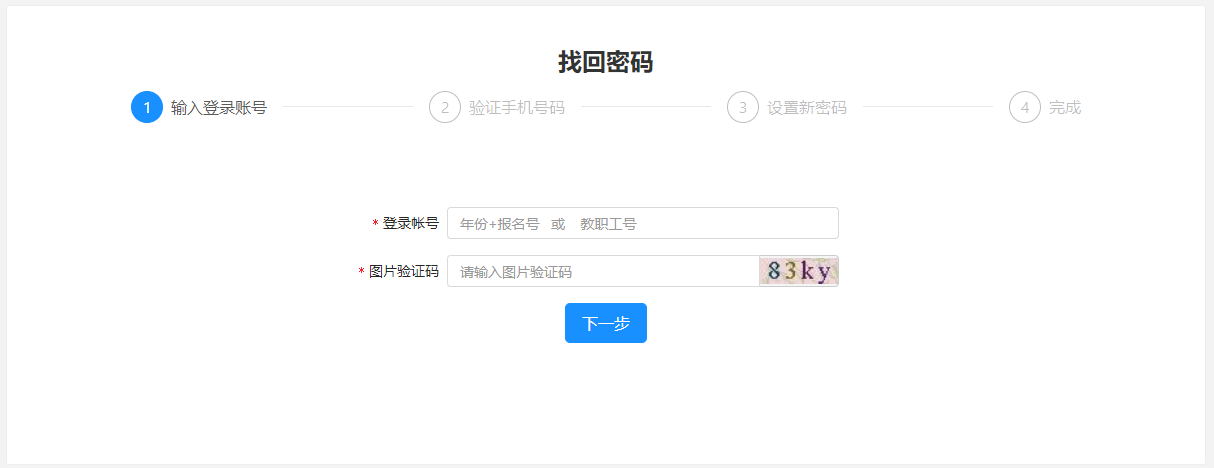 找回密码
1 输入登录账号 2 验证手机号码 3 设置新密码 4 完成
* 登录帐号 年份+报名号 或 教职工号
* 图片验证码 请输入图片验证码 83ky
下一步